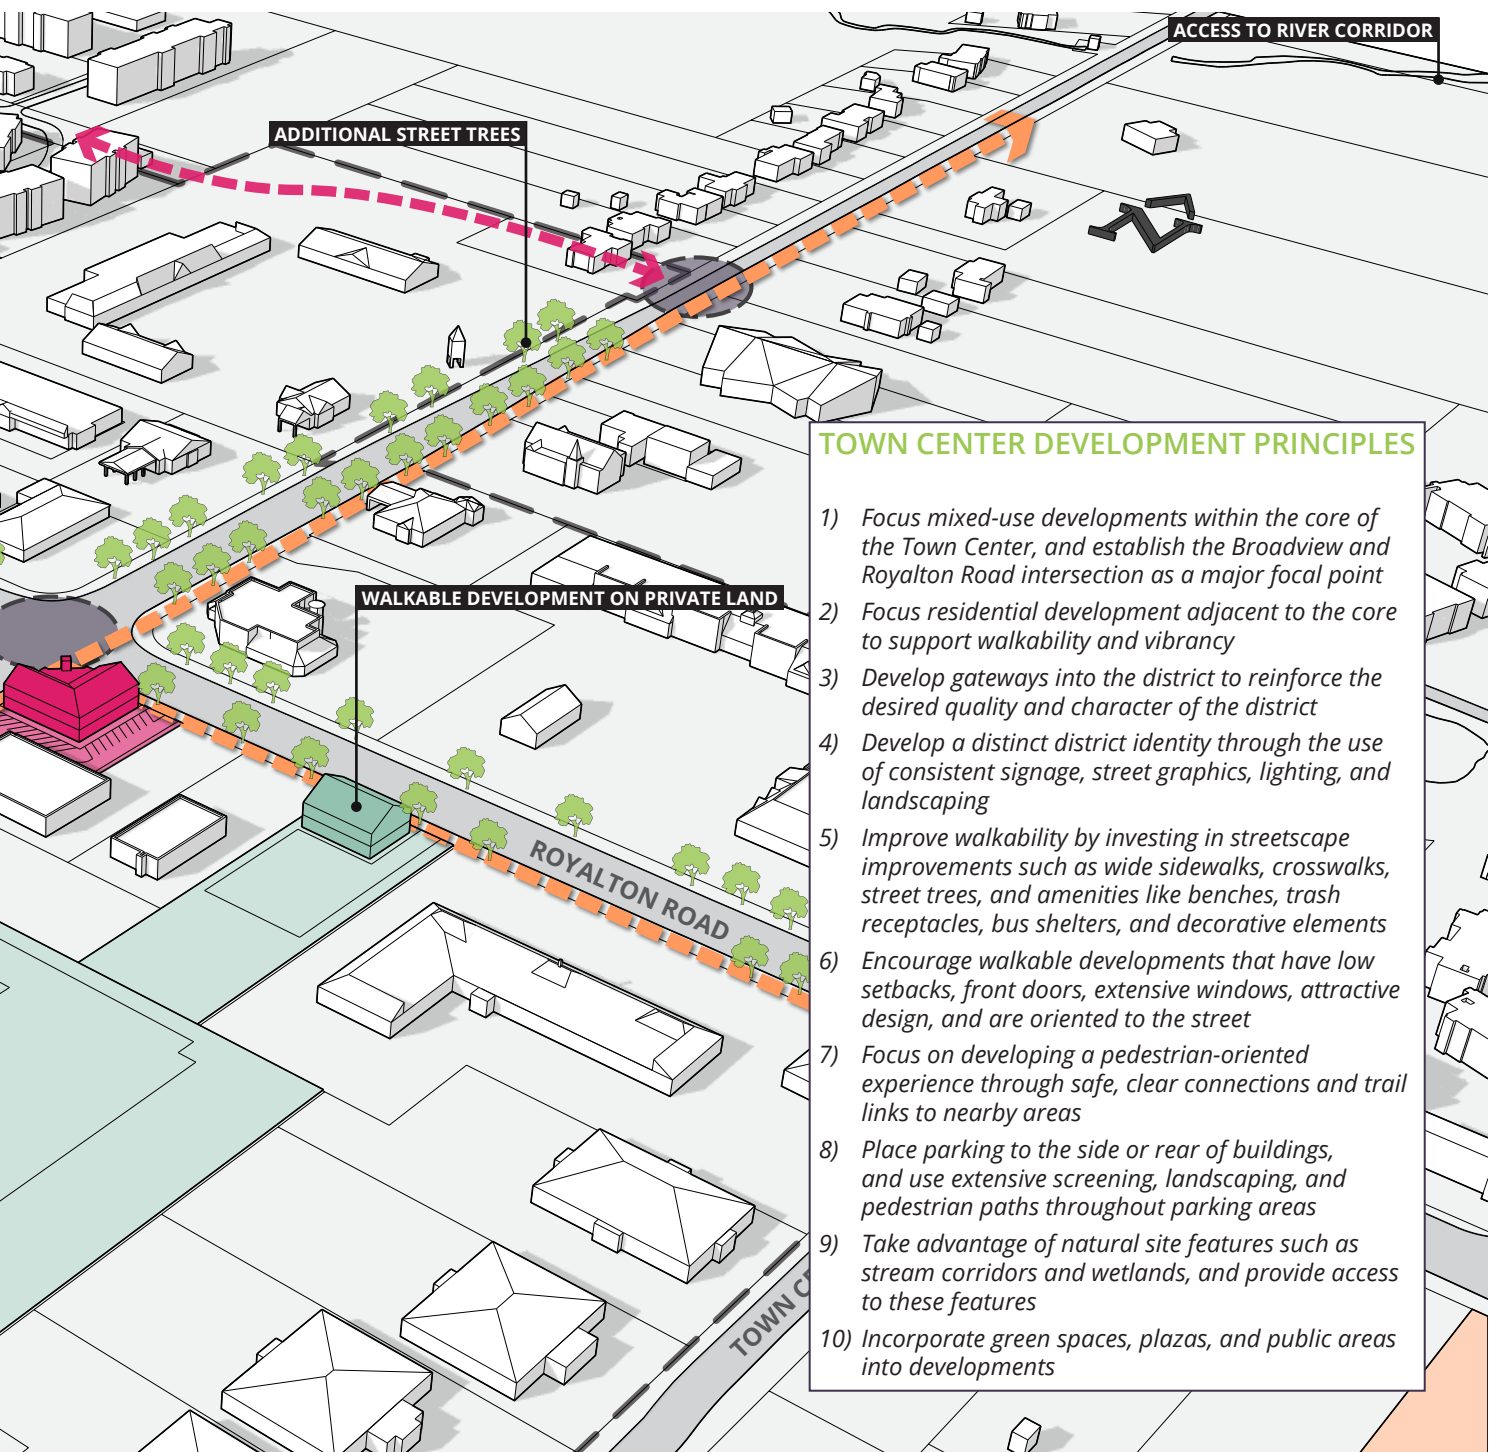 ACCESS TO RIVER CORRIDOR
ADDITIONAL STREET TREES
WALKABLE DEVELOPMENT ON PRIVATE LAND
ROYALTON ROAD
TOWN
TOWN CENTER DEVELOPMENT PRINCIPLES
1) Focus mixed-use developments within the core of
the Town Center, and establish the Broadview and
Royalton Road intersection as a major focal point
2) Focus residential development adjacent to the core
to support walkability and vibrancy
3) Develop gateways into the district to reinforce the
desired quality and character of the district
4) Develop a distinct district identity through the use
of consistent signage, street graphics, lighting, and
landscaping
5) Improve walkability by investing in streetscape
improvements such as wide sidewalks, crosswalks,
street trees, and amenities like benches, trash
receptacles, bus shelters, and decorative elements
6) Encourage walkable developments that have low
setbacks, front doors, extensive windows, attractive
design, and are oriented to the street
7) Focus on developing a pedestrian-oriented
experience through safe, clear connections and trail
links to nearby areas
8) Place parking to the side or rear of buildings,
and use extensive screening, landscaping, and
pedestrian paths throughout parking areas
9) Take advantage of natural site features such as
stream corridors and wetlands, and provide access
to these features
10) Incorporate green spaces, plazas, and public areas
into developments